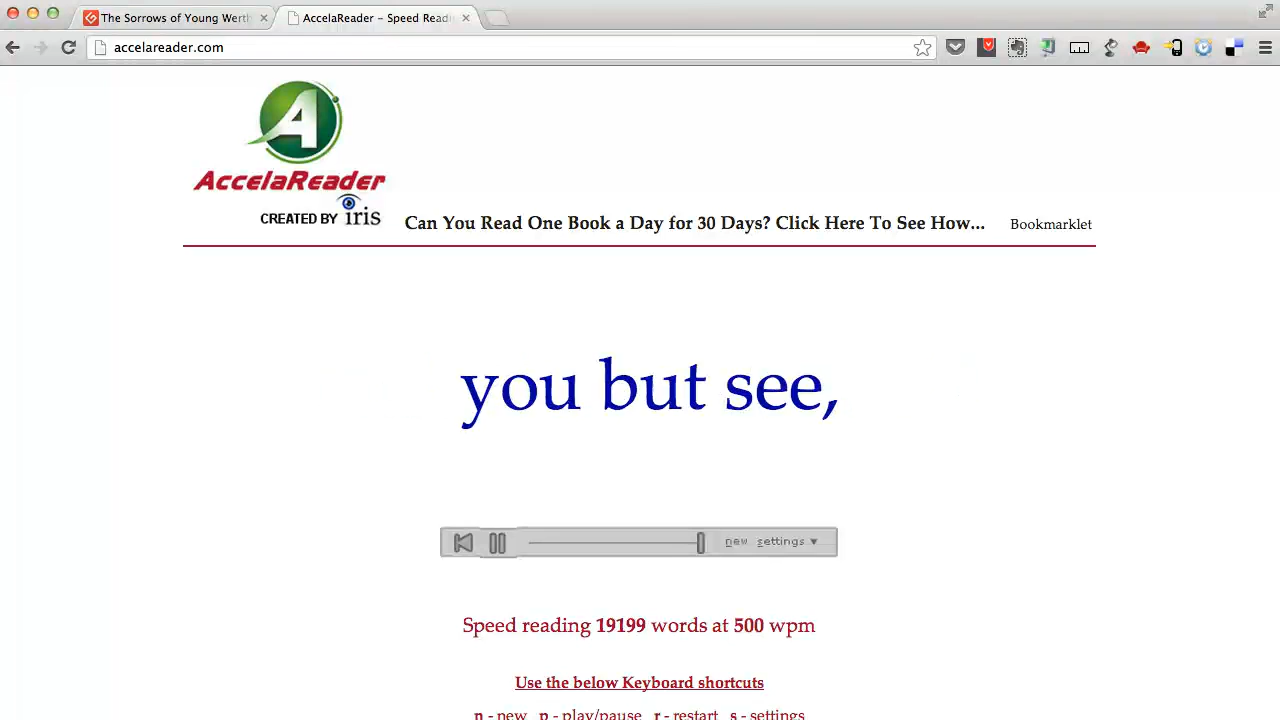 The Sorrows of Young Wert
AccelaReader – Speed Readi
accelareader.com
A
AccelaReader
CREATED BY iris
Can You Read One Book a Day for 30 Days? Click Here To See How...
Bookmarklet
you but see,
new settings ▼
Speed reading 19199 words at 500 wpm
Use the below Keyboard shortcuts
n - new p - play/pause r - restart s - settings